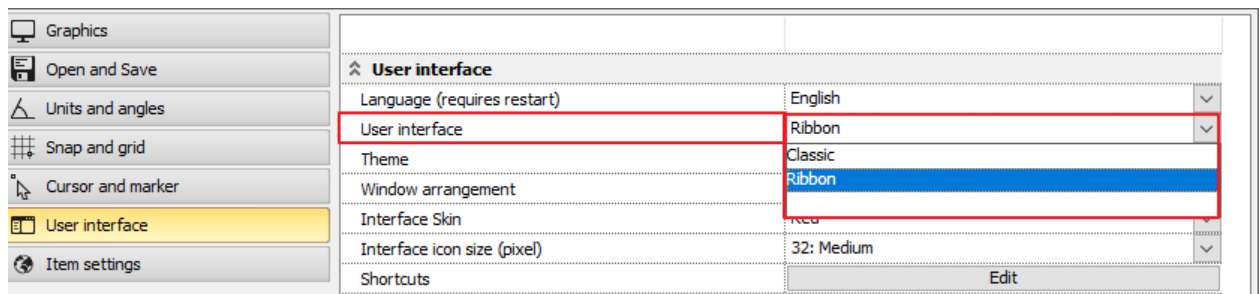 Graphics
Open and Save
Units and angles
Snap and grid
Cursor and marker
User interface
Item settings
User interface
Language (requires restart) English
User interface Ribbon
Classic
Ribbon
Theme
Window arrangement
Interface Skin Red
Interface icon size (pixel) 32: Medium
Shortcuts Edit